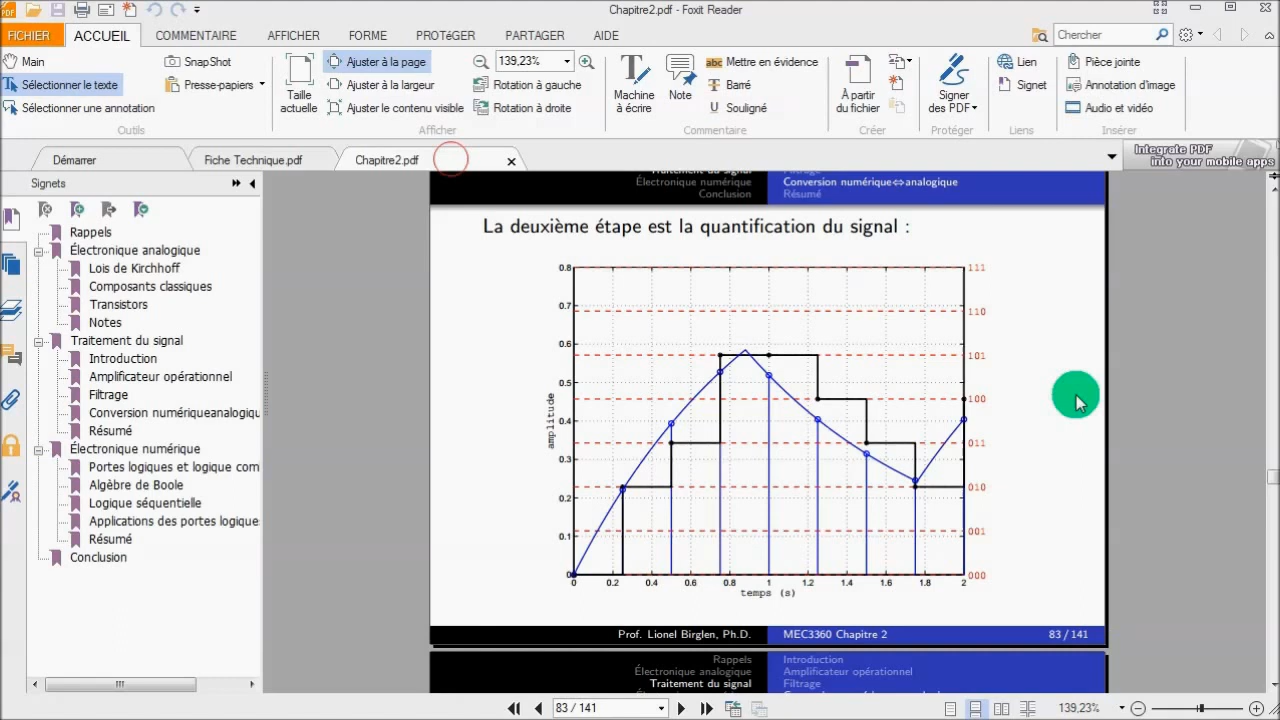 Chapitre2.pdf - Foxit Reader
FICHIER ACCUEIL COMMENTAIRE AFFICHER FORME PROTÉGER PARTAGER AIDE Chercher
Main SnapShot
Sélectionner le texte Presse-papiers
Sélectionner une annotation
Outils
Taille actuelle
Ajuster à la page 139,23%
Ajuster à la largeur Rotation à gauche
Ajuster le contenu visible Rotation à droite
Afficher
Machine à écrire
Note
abc Mettre en évidence
Barré
Souligné
Commentaire
À partir du fichier
Créer
Signer des PDF
Protéger
Lien
Signet
Liens
Pièce jointe
Annotation d'image
Audio et vidéo
Insérer
Démarrer Fiche Technique.pdf Chapitre2.pdf
Integrate PDF
into your mobile apps
Signets
Rappels
Électronique analogique
Lois de Kirchhoff
Composants classiques
Transistors
Notes
Traitement du signal
Introduction
Amplificateur opérationnel
Filtrage
Conversion numériqueanalogiqu
Résumé
Électronique numérique
Portes logiques et logique com
Algèbre de Boole
Logique séquentielle
Applications des portes logique
Résumé
Conclusion
Traitement du signal Filtrage
Électronique numérique Conversion numérique⇔analogique
Conclusion Résumé
La deuxième étape est la quantification du signal :
0.8 111
0.7
110
0.6
101
0.5
100
0.4
011
0.3
010
0.2
001
0.1
0 000
amplitude
0 0.2 0.4 0.6 0.8 1 1.2 1.4 1.6 1.8 2
temps (s)
Prof. Lionel Birglen, Ph.D. MEC3360 Chapitre 2 83 / 141
Rappels Introduction
Électronique analogique Amplificateur opérationnel
Traitement du signal Filtrage
83 / 141 139,23%